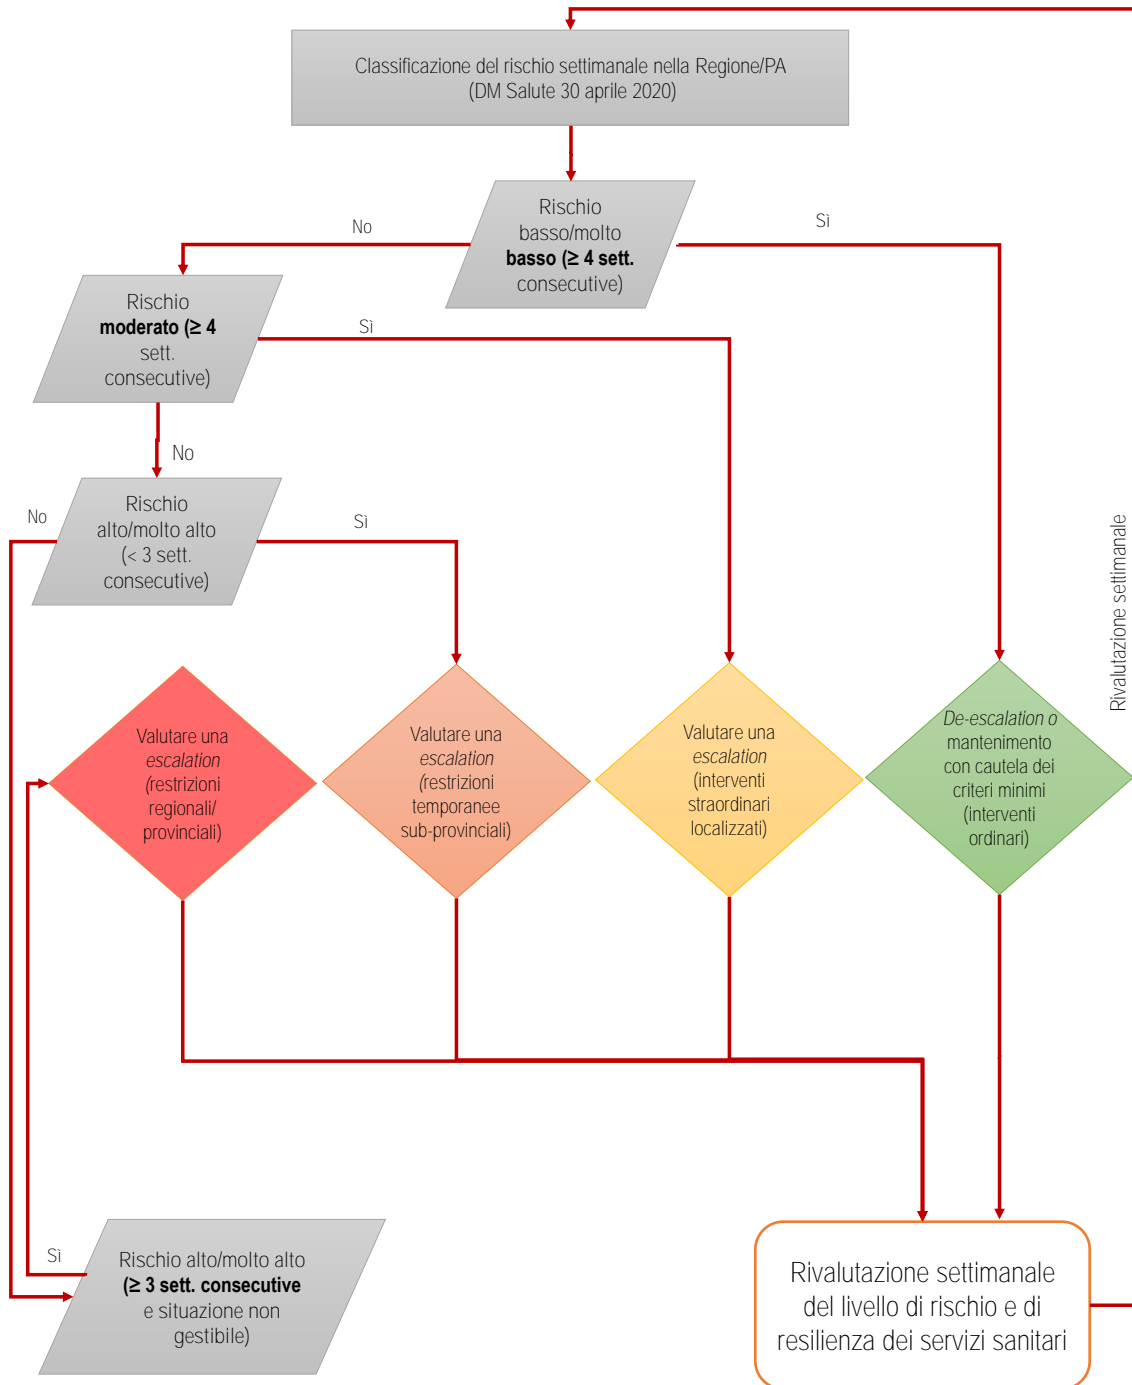 Classificazione del rischio settimanale nella Regione/PA
(DM Salute 30 aprile 2020)
Rischio
basso/molto
basso (≥ 4 sett.
consecutive)
No
Sì
Rischio
moderato (≥ 4
sett.
consecutive)
Sì
No
Rischio
alto/molto alto
(< 3 sett.
consecutive)
No
Sì
Rivalutazione settimanale
Valutare una
escalation
(restrizioni
regionali/
provinciali)
Valutare una
escalation
(restrizioni
temporanee
sub-provinciali)
Valutare una
escalation
(interventi
straordinari
localizzati)
De-escalation o
mantenimento
con cautela dei
criteri minimi
(interventi
ordinari)
Sì
Rischio alto/molto alto
(≥ 3 sett. consecutive
e situazione non
gestibile)
Rivalutazione settimanale
del livello di rischio e di
resilienza dei servizi sanitari